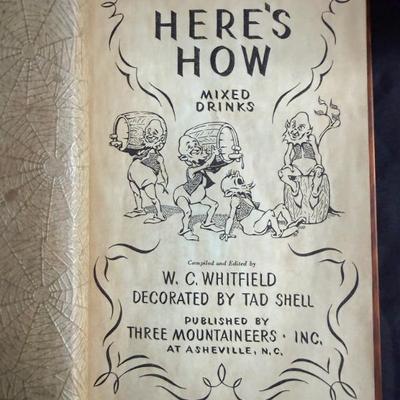 HERE'S
HOW
MIXED
DRINKS
Compiled and Edited by
W. C. WHITFIELD
DECORATED BY TAD SHELL
PUBLISHED BY
THREE MOUNTAINEERS · INC.
AT ASHEVILLE, N.C.